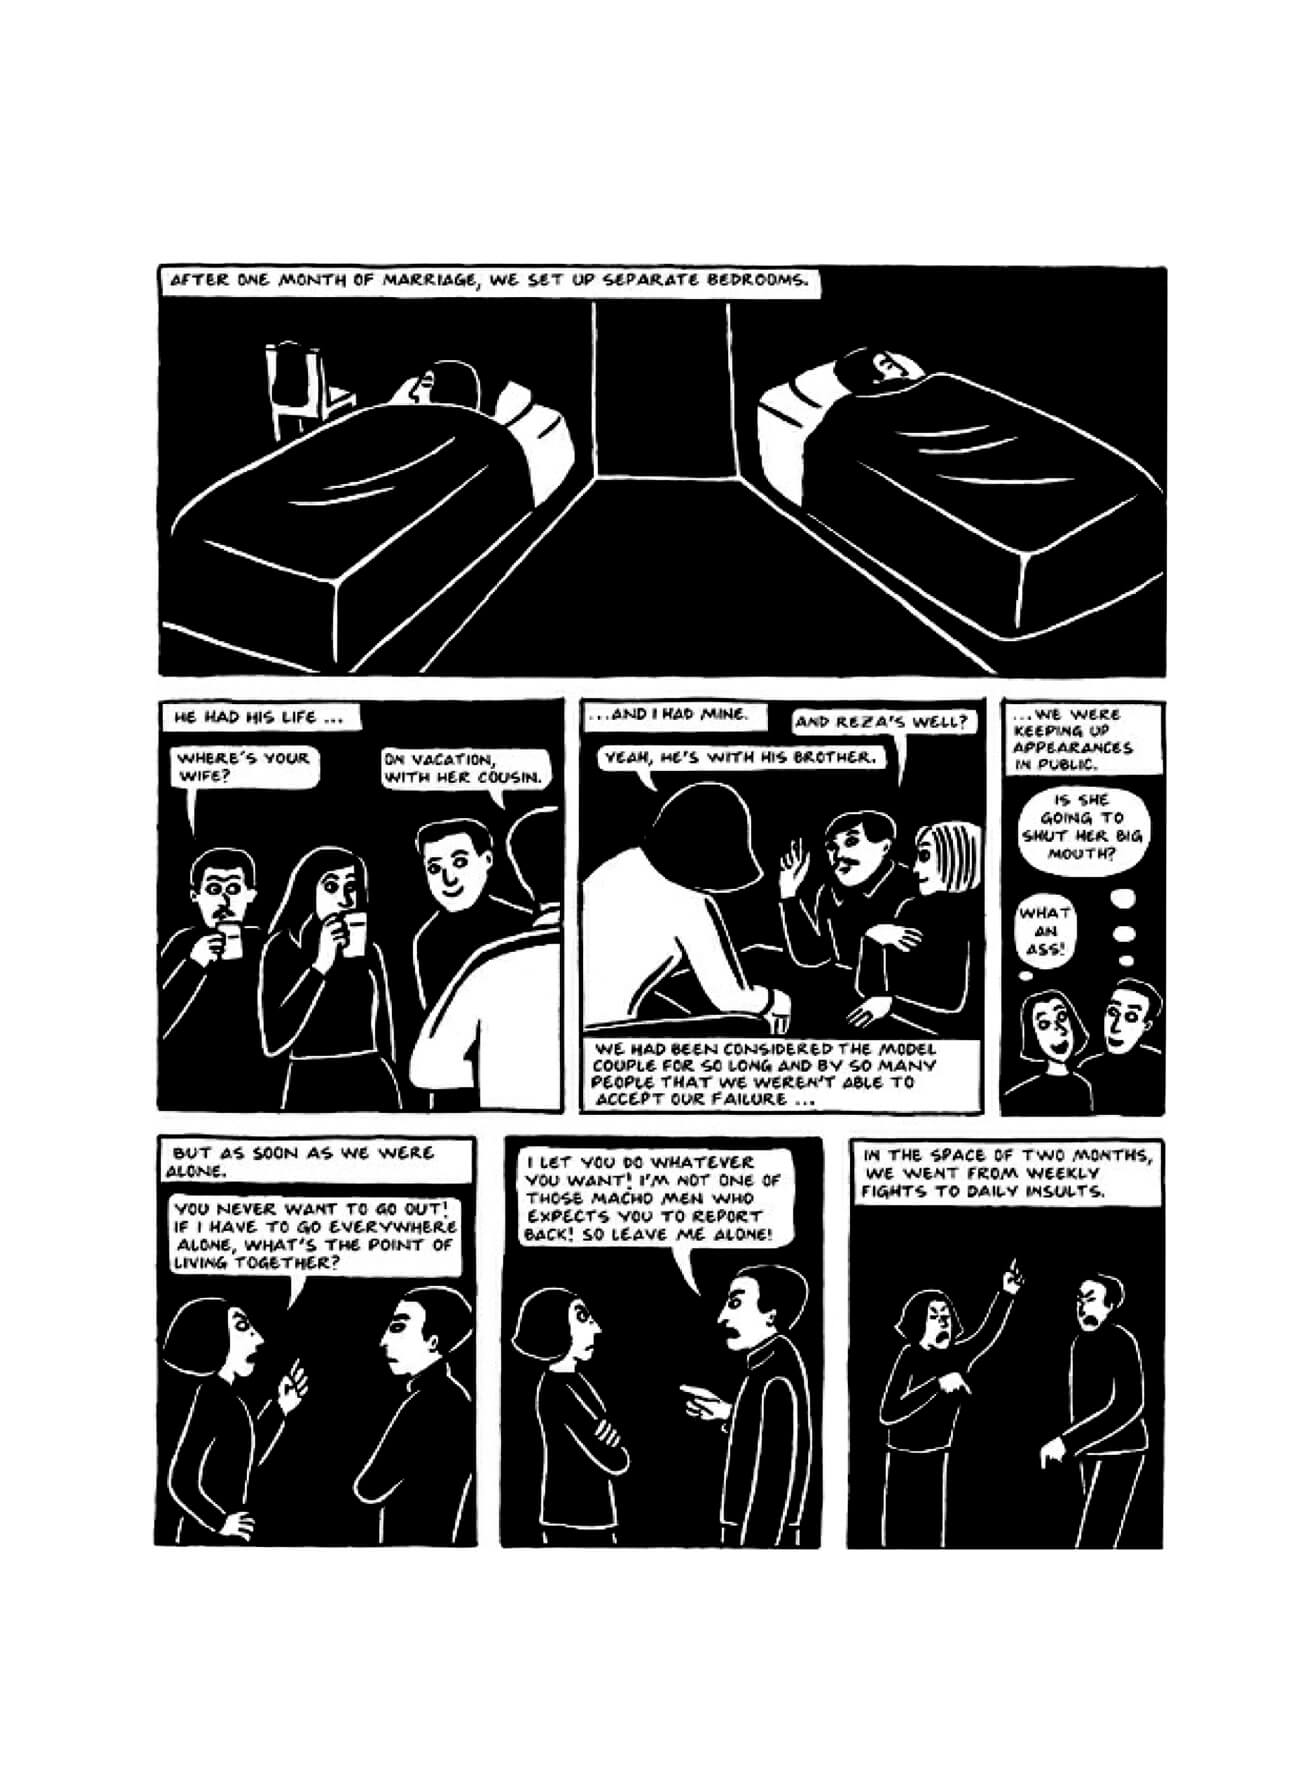 AFTER ONE MONTH OF MARRIAGE, WE SET UP SEPARATE BEDROOMS.
HE HAD HIS LIFE ...
WHERE'S YOUR
WIFE?
ON VACATION,
WITH HER COUSIN.
...AND I HAD MINE.
AND REZA'S WELL?
YEAH, HE'S WITH HIS BROTHER.
WE HAD BEEN CONSIDERED THE MODEL
COUPLE FOR SO LONG AND BY SO MANY
PEOPLE THAT WE WEREN'T ABLE TO
ACCEPT OUR FAILURE ...
...WE WERE
KEEPING UP
APPEARANCES
IN PUBLIC.
IS SHE
GOING TO
SHUT HER BIG
MOUTH?
WHAT
AN
ASS!
BUT AS SOON AS WE WERE
ALONE.
YOU NEVER WANT TO GO OUT!
IF I HAVE TO GO EVERYWHERE
ALONE, WHAT'S THE POINT OF
LIVING TOGETHER?
I LET YOU DO WHATEVER
YOU WANT! I'M NOT ONE OF
THOSE MACHO MEN WHO
EXPECTS YOU TO REPORT
BACK! SO LEAVE ME ALONE!
IN THE SPACE OF TWO MONTHS,
WE WENT FROM WEEKLY
FIGHTS TO DAILY INSULTS.